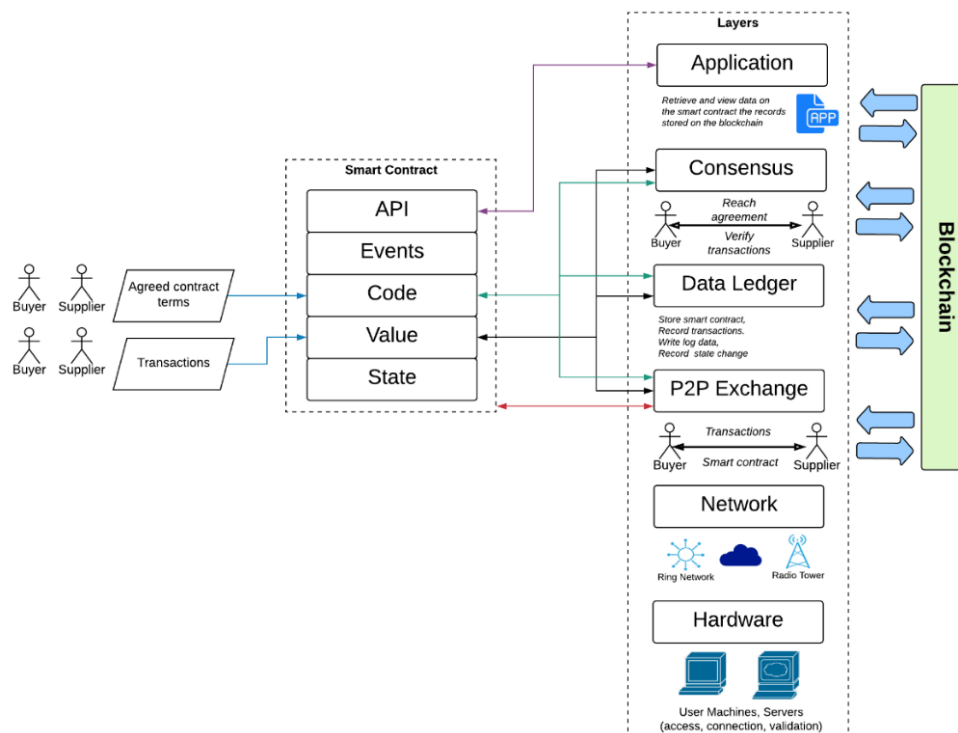 Layers
Application
Retrieve and view data on
the smart contract the records
stored on the blockchain
APP
Smart Contract
API
Events
Code
Value
State
Agreed contract
terms
Buyer
Supplier
Transactions
Buyer
Supplier
Consensus
Reach
agreement
Verify
transactions
Buyer
Supplier
Data Ledger
Store smart contract,
Record transactions.
Write log data,
Record state change
P2P Exchange
Transactions
Smart contract
Buyer
Supplier
Network
Ring Network
Radio Tower
Hardware
User Machines, Servers
(access, connection, validation)
Blockchain